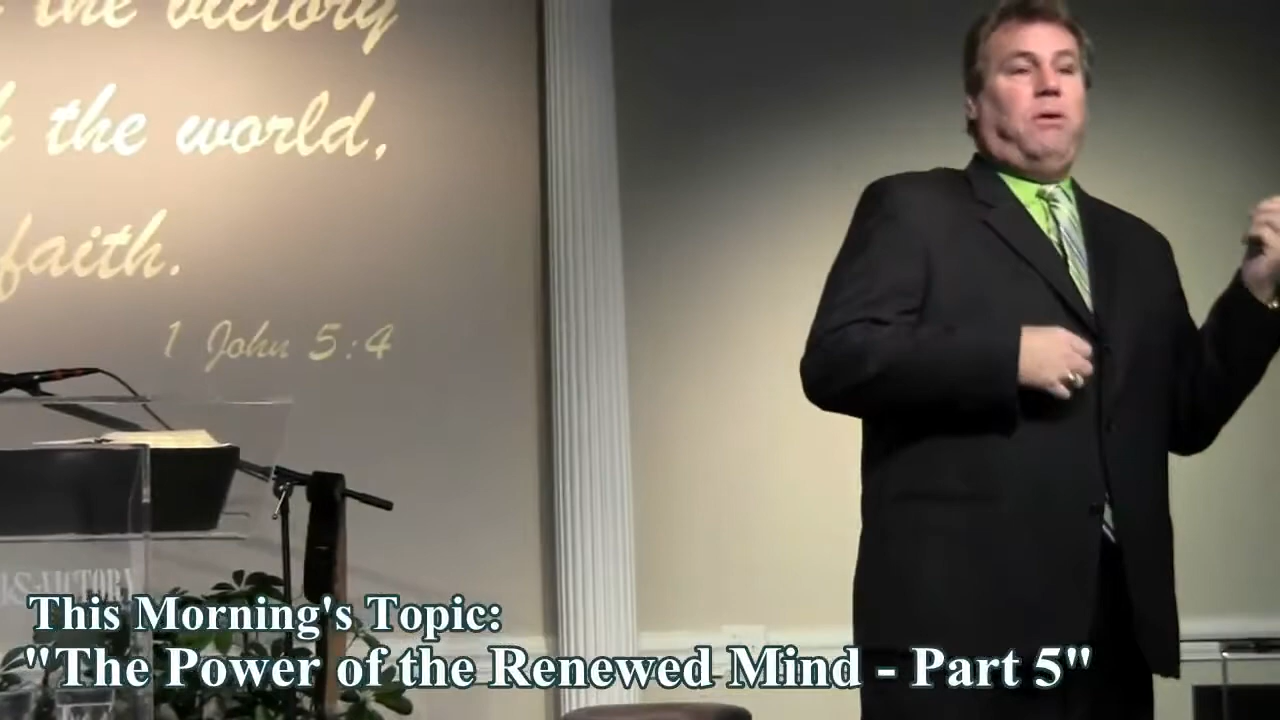 the victory
the world,
faith.
1 John 5:4
This Morning's Topic:
"The Power of the Renewed Mind - Part 5"